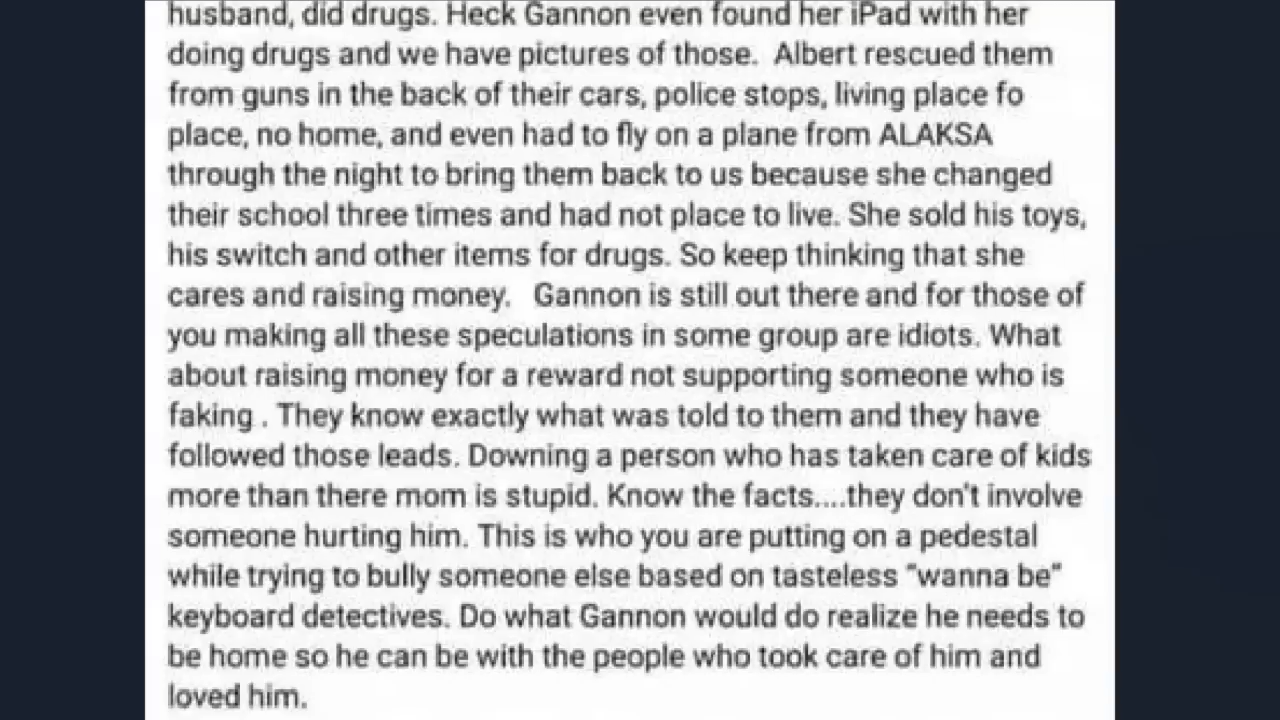 husband, did drugs. Heck Gannon even found her iPad with her
doing drugs and we have pictures of those.  Albert rescued them
from guns in the back of their cars, police stops, living place fo
place, no home, and even had to fly on a plane from ALAKSA
through the night to bring them back to us because she changed
their school three times and had not place to live. She sold his toys,
his switch and other items for drugs. So keep thinking that she
cares and raising money.   Gannon is still out there and for those of
you making all these speculations in some group are idiots. What
about raising money for a reward not supporting someone who is
faking . They know exactly what was told to them and they have
followed those leads. Downing a person who has taken care of kids
more than there mom is stupid. Know the facts....they don't involve
someone hurting him. This is who you are putting on a pedestal
while trying to bully someone else based on tasteless "wanna be"
keyboard detectives. Do what Gannon would do realize he needs to
be home so he can be with the people who took care of him and
loved him.